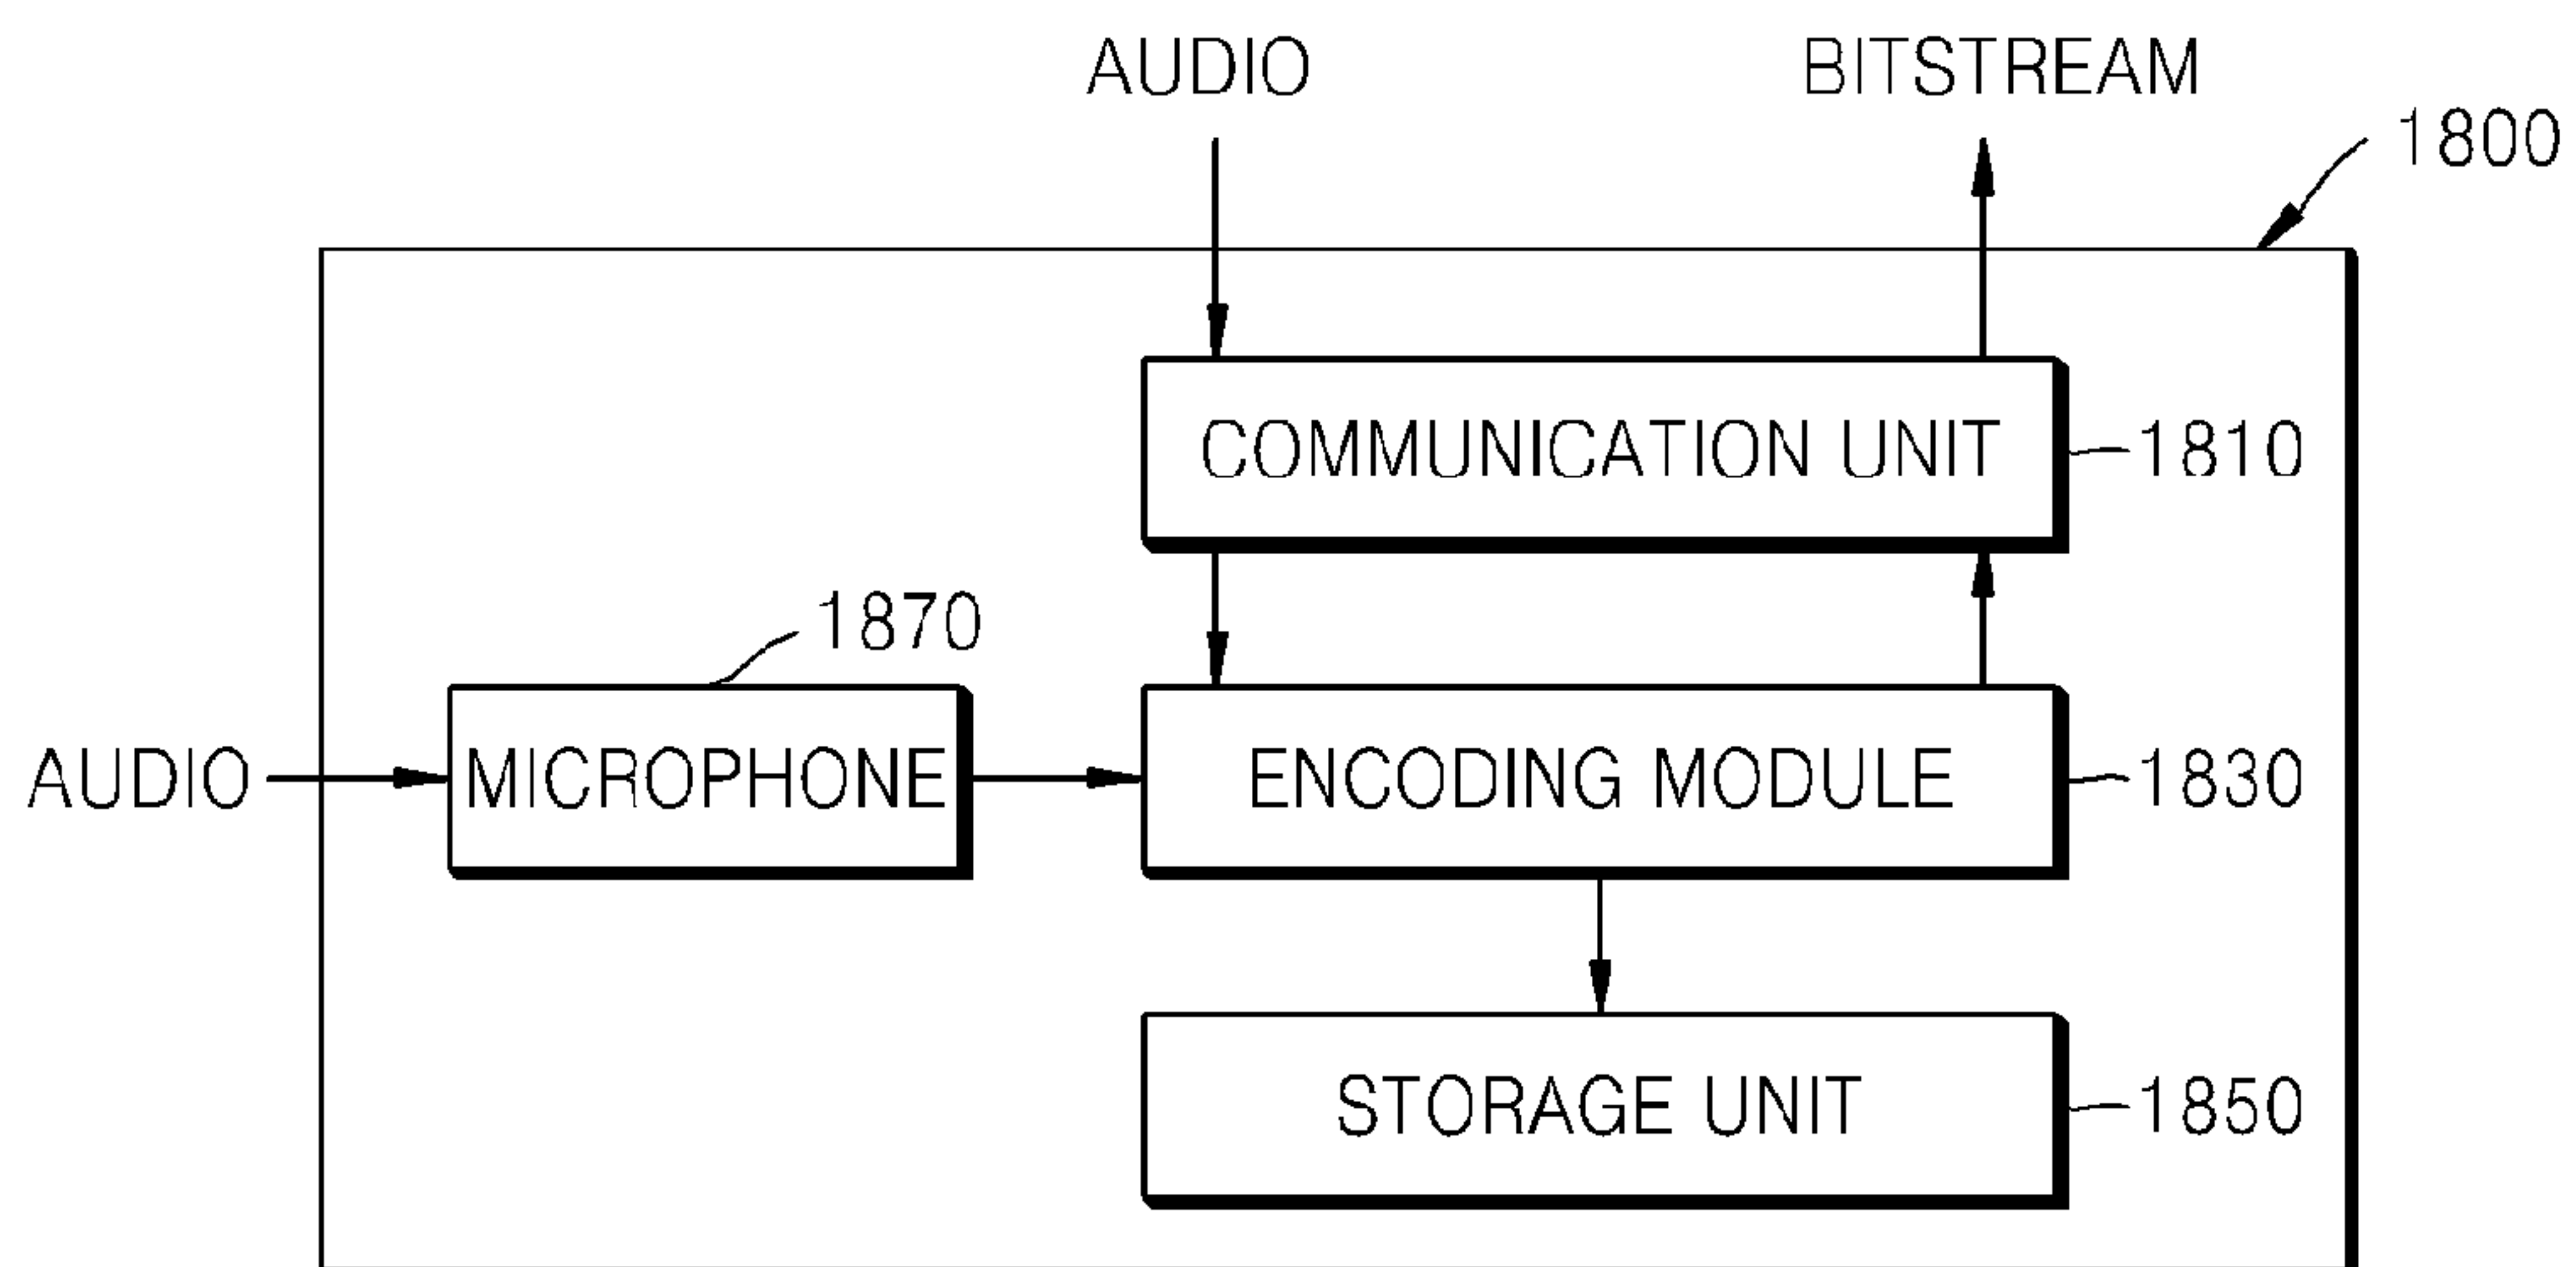 AUDIO
BITSTREAM
1800
COMMUNICATION UNIT
1810
1870
AUDIO
MICROPHONE
ENCODING MODULE
1830
STORAGE UNIT
1850